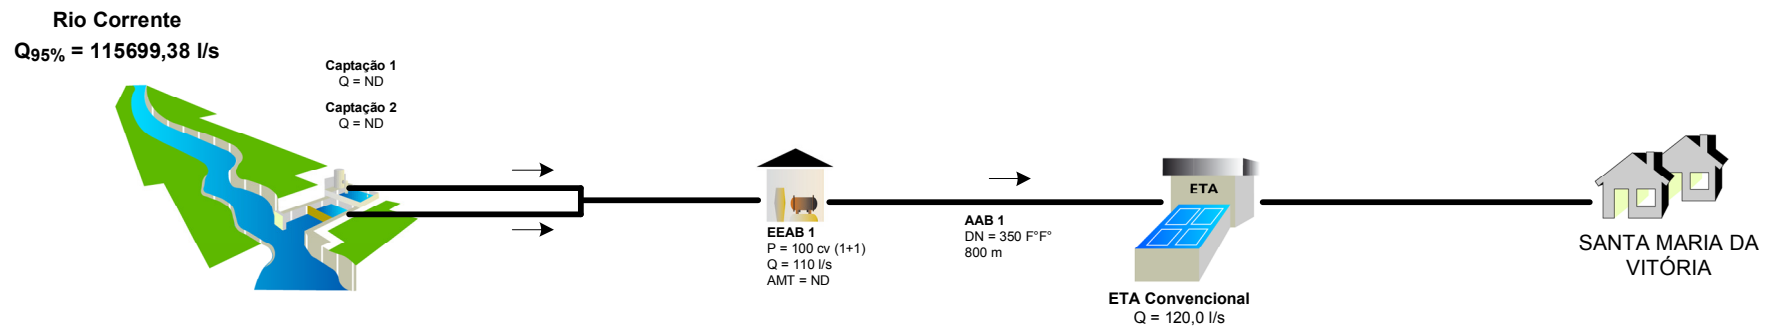 Rio Corrente
Q95% = 115699,38 l/s
Captação 1
Q = ND
Captação 2
Q = ND
EEAB 1
P = 100 cv (1+1)
Q = 110 l/s
AMT = ND
AAB 1
DN = 350 F°F°
800 m
ETA
ETA Convencional
Q = 120,0 l/s
SANTA MARIA DA
VITÓRIA